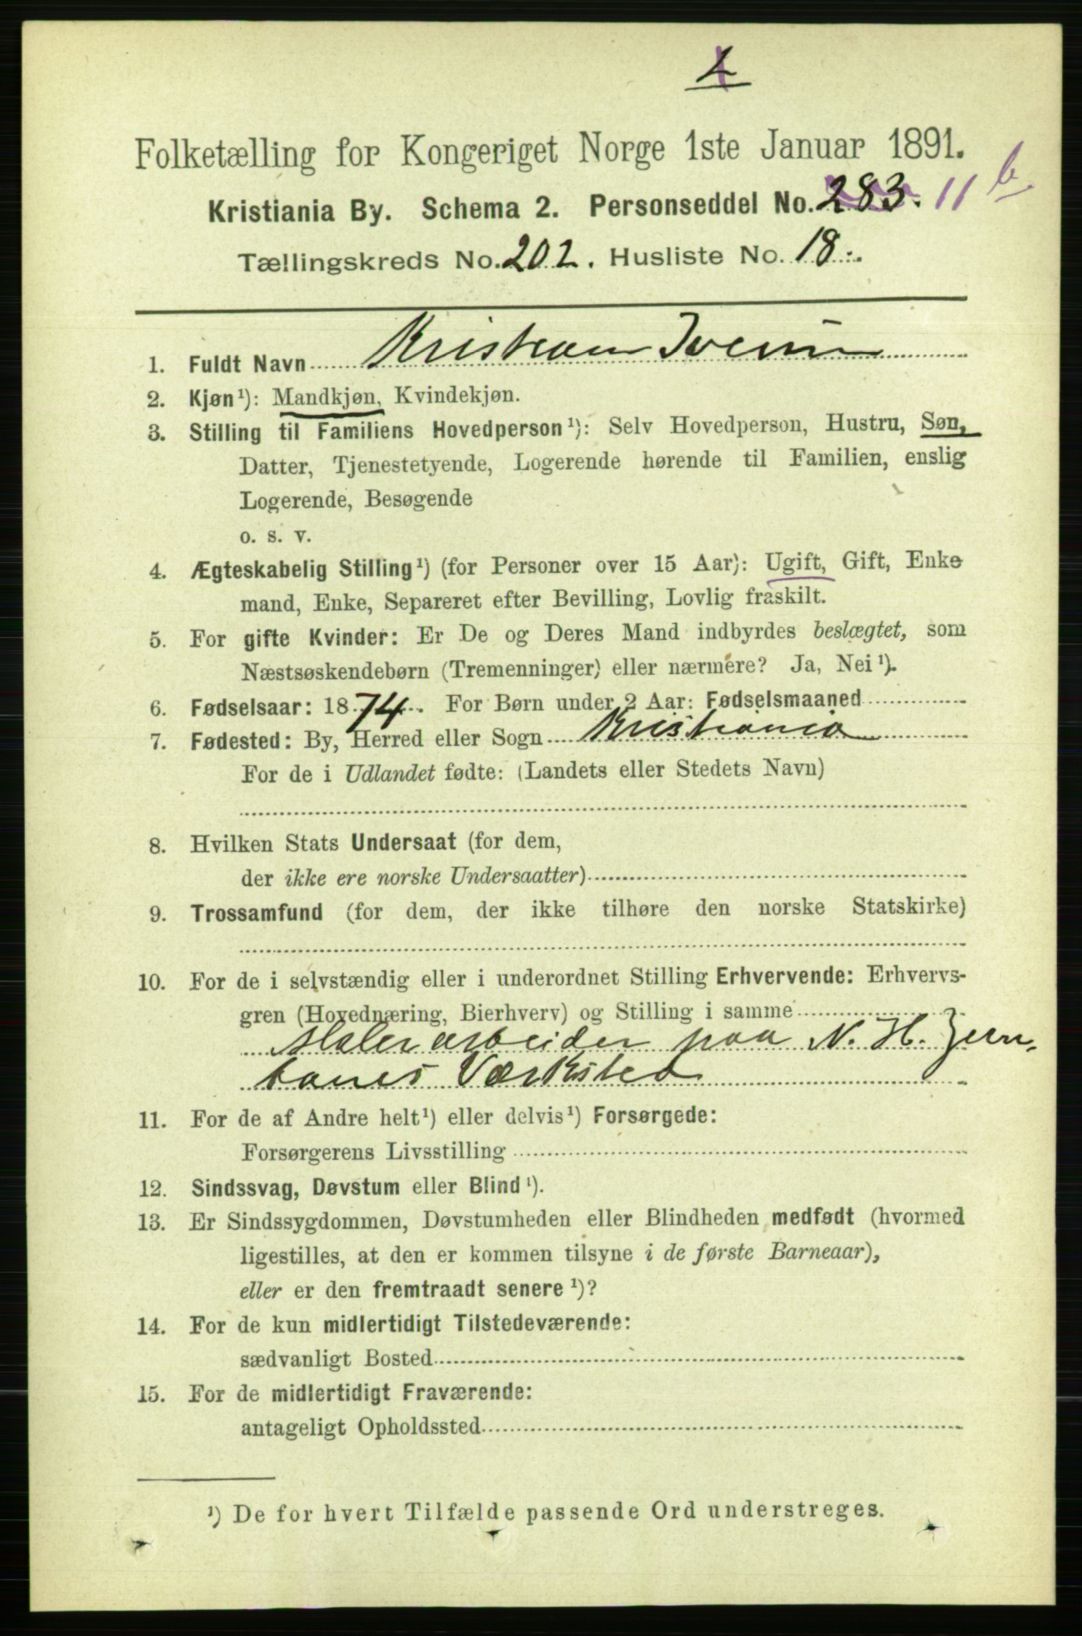 Folketælling for Kongeriget Norge 1ste Januar 1891.
Kristiania By. Schema 2. Personseddel No. 283. 11 b
Tællingskreds No. 202. Husliste No. 18.
1. Fuldt Navn Kristian
2. Kjøn¹): Mandkjøn, Kvindekjøn.
3. Stilling til Familiens Hovedperson¹): Selv Hovedperson, Hustru, Søn,
Datter, Tjenestetyende, Logerende hørende til Familien, enslig
Logerende, Besøgende
o. s. v.
4. Ægteskabelig Stilling¹) (for Personer over 15 Aar): Ugift, Gift, Enke-
mand, Enke, Separeret efter Bevilling, Lovlig fraskilt.
5. For gifte Kvinder: Er De og Deres Mand indbyrdes beslægtet, som
Næstsøskendebørn (Tremenninger) eller nærmere? Ja, Nei¹).
6. Fødselsaar: 1874. For Børn under 2 Aar: Fødselsmaaned
7. Fødested: By, Herred eller Sogn Kristiania
For de i Udlandet fødte: (Landets eller Stedets Navn)
8. Hvilken Stats Undersaat (for dem,
der ikke ere norske Undersaatter)
9. Trossamfund (for dem, der ikke tilhøre den norske Statskirke)
10. For de i selvstændig eller i underordnet Stilling Erhvervende: Erhvervs-
gren (Hovednæring, Bierhverv) og Stilling i samme
Malerarbeider paa N. H. Jern,
banes Værksted
11. For de af Andre helt¹) eller delvis¹) Forsørgede:
Forsørgerens Livsstilling
12. Sindssvag, Døvstum eller Blind¹).
13. Er Sindssygdommen, Døvstumheden eller Blindheden medfødt (hvormed
ligestilles, at den er kommen tilsyne i de første Barneaar),
eller er den fremtraadt senere¹)?
14. For de kun midlertidigt Tilstedeværende:
sædvanligt Bosted
15. For de midlertidigt Fraværende:
antageligt Opholdssted
¹) De for hvert Tilfælde passende Ord understreges.